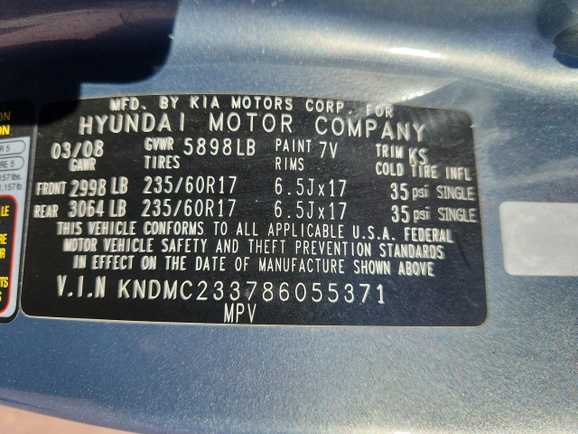 MFD. BY KIA MOTORS CORP. FOR
HYUNDAI MOTOR COMPANY
03/08 GVWR 5898LB PAINT 7V TRIM KS
GAWR TIRES RIMS COLD TIRE INFL
FRONT 2998 LB 235/60R17 6.5Jx17 35 psi SINGLE
REAR 3064 LB 235/60R17 6.5Jx17 35 psi SINGLE
THIS VEHICLE CONFORMS TO ALL APPLICABLE U.S.A. FEDERAL
MOTOR VEHICLE SAFETY AND THEFT PREVENTION STANDARDS
IN EFFECT ON THE DATE OF MANUFACTURE SHOWN ABOVE
V.I.N KNDMC233786055371
MPV